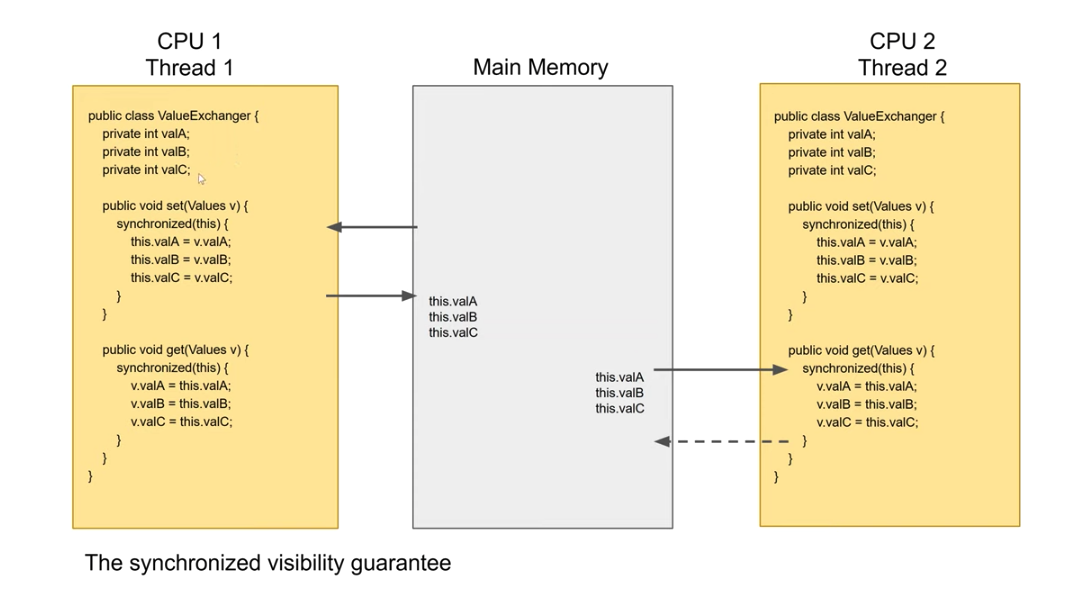 CPU 1
Thread 1
public class ValueExchanger {
private int valA;
private int valB;
private int valC;
public void set(Values v) {
synchronized(this) {
this.valA = v.valA;
this.valB = v.valB;
this.valC = v.valC;
}
}
public void get(Values v) {
synchronized(this) {
v.valA = this.valA;
v.valB = this.valB;
v.valC = this.valC;
}
}
}
Main Memory
this.valA
this.valB
this.valC
this.valA
this.valB
this.valC
CPU 2
Thread 2
public class ValueExchanger {
private int valA;
private int valB;
private int valC;
public void set(Values v) {
synchronized(this) {
this.valA = v.valA;
this.valB = v.valB;
this.valC = v.valC;
}
}
public void get(Values v) {
synchronized(this) {
v.valA = this.valA;
v.valB = this.valB;
v.valC = this.valC;
}
}
}
The synchronized visibility guarantee